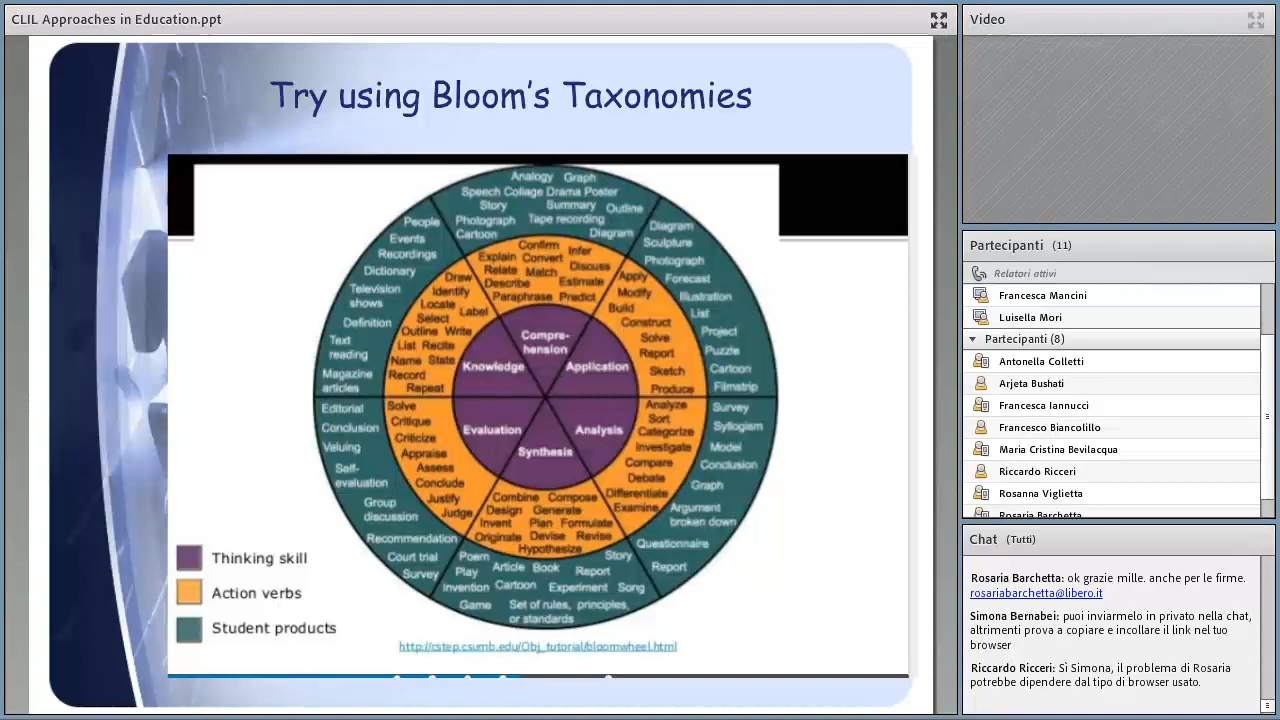 CLIL Approaches in Education.ppt
Try using Bloom's Taxonomies
Analogy Graph
Speech Collage Drama Poster
Story Summary Outline
Photograph Tape recording
Cartoon Diagram
People
Events
Recordings
Dictionary
Television
shows
Definition
Text
reading
Magazine
articles
Diagram
Sculpture
Photograph
Forecast
Illustration
List
Project
Puzzle
Cartoon
Filmstrip
Confirm
Explain Convert Infer
Relate Match Discuss
Describe Estimate
Paraphrase Predict
Draw
Identify
Locate Label
Select
Outline Write
List Recite
Name State
Record
Repeat
Apply
Modify
Build
Construct
Solve
Report
Sketch
Produce
Compre-
hension
Knowledge
Application
Evaluation
Analysis
Synthesis
Solve
Critique
Criticize
Appraise
Assess
Conclude
Justify
Judge
Analyze
Sort
Categorize
Investigate
Compare
Debate
Differentiate
Examine
Combine Compose
Design Generate
Invent Plan Formulate
Originate Devise Revise
Hypothesize
Editorial
Conclusion
Valuing
Self-
evaluation
Group
discussion
Recommendation
Court trial
Survey
Survey
Syllogism
Model
Conclusion
Graph
Argument
broken down
Questionnaire
Report
Poem Article Book Report Story
Play
Invention Cartoon Experiment Song
Game Set of rules, principles,
or standards
Thinking skill
Action verbs
Student products
http://cstep.csumb.edu/Obj_tutorial/bloomwheel.html
Video
Partecipanti (11)
Relatori attivi
Francesca Mancini
Luisella Mori
Partecipanti (8)
Antonella Colletti
Arjeta Bushati
Francesca Iannucci
Francesco Biancolillo
Maria Cristina Bevilacqua
Riccardo Ricceri
Rosanna Viglietta
Rosaria Barchetta
Chat (Tutti)
Rosaria Barchetta: ok grazie mille. Anche per la
rosariabarchetta@libero.it
Simona Bernabei: puoi inviarmelo in privato nella chat,
altrimenti prova a copiare e incollare il link nel tuo
browser
Riccardo Ricceri: Sì Simona, il problema di Rosaria
potrebbe dipendere dal tipo di browser usato.